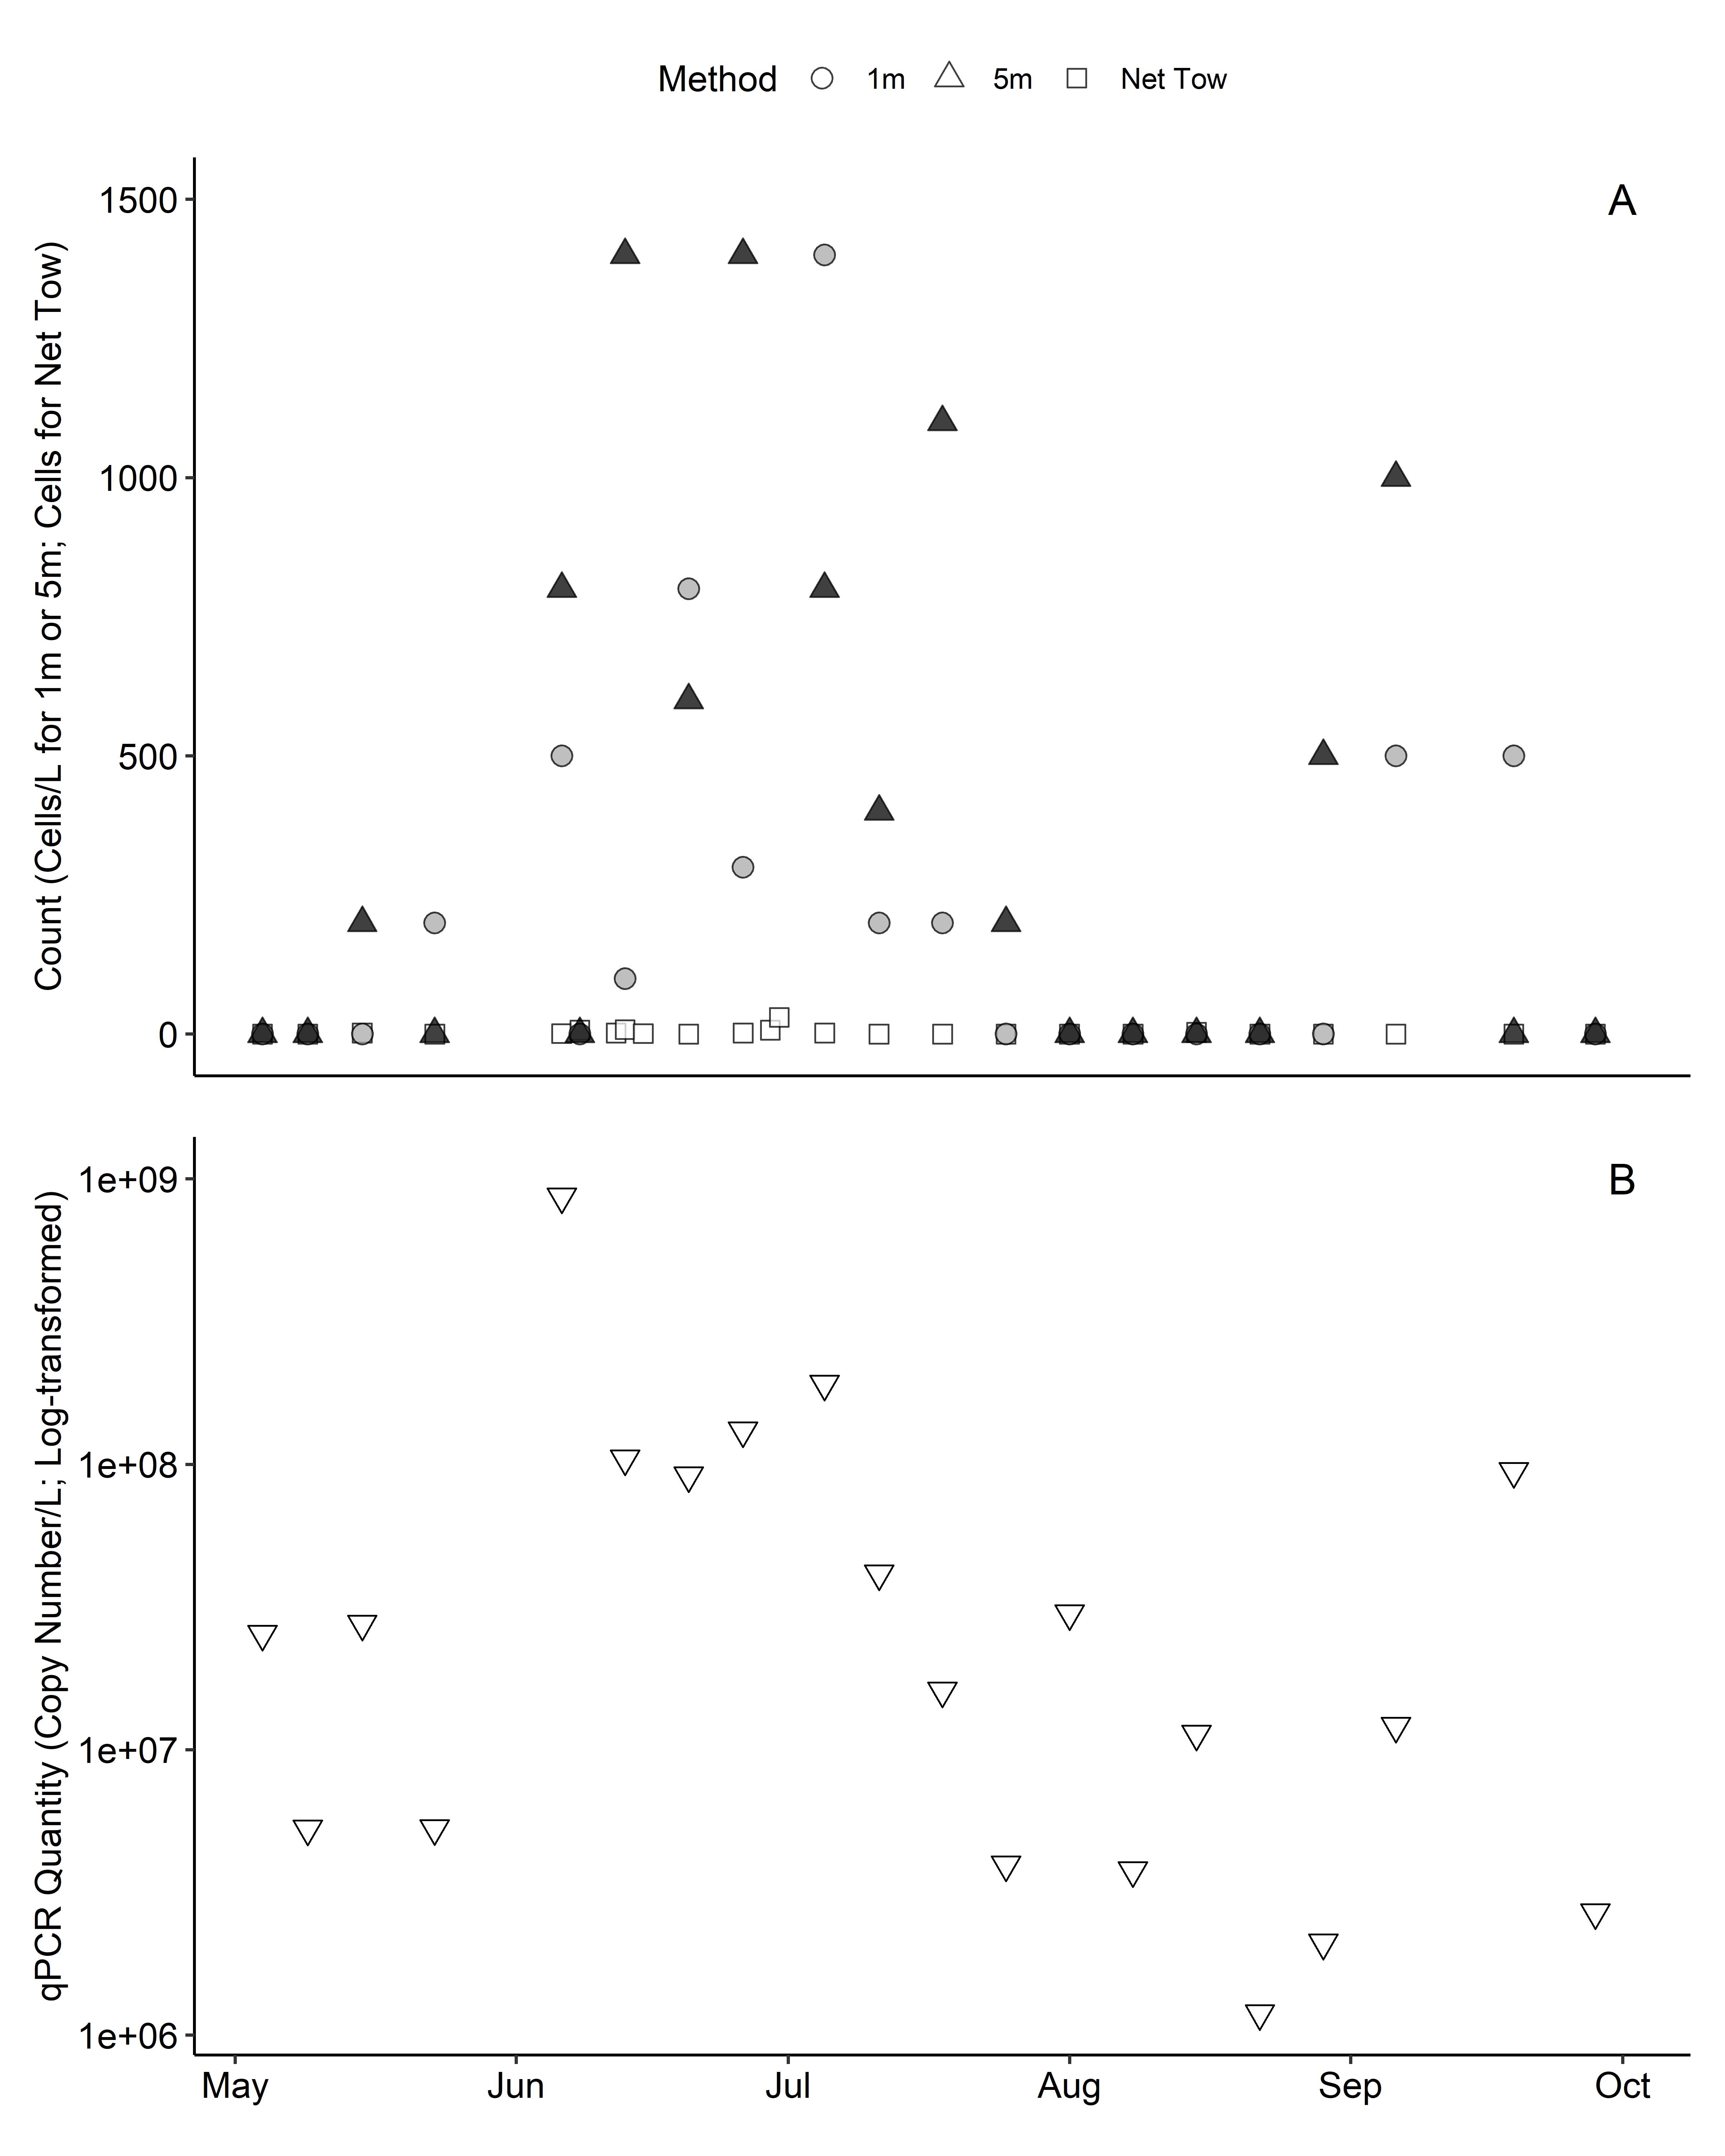 Method 1m 5m Net Tow
A
Count (Cells/L for 1m or 5m; Cells for Net Tow)
1500
1000
500
0
B
qPCR Quantity (Copy Number/L; Log-transformed)
1e+09
1e+08
1e+07
1e+06
May Jun Jul Aug Sep Oct